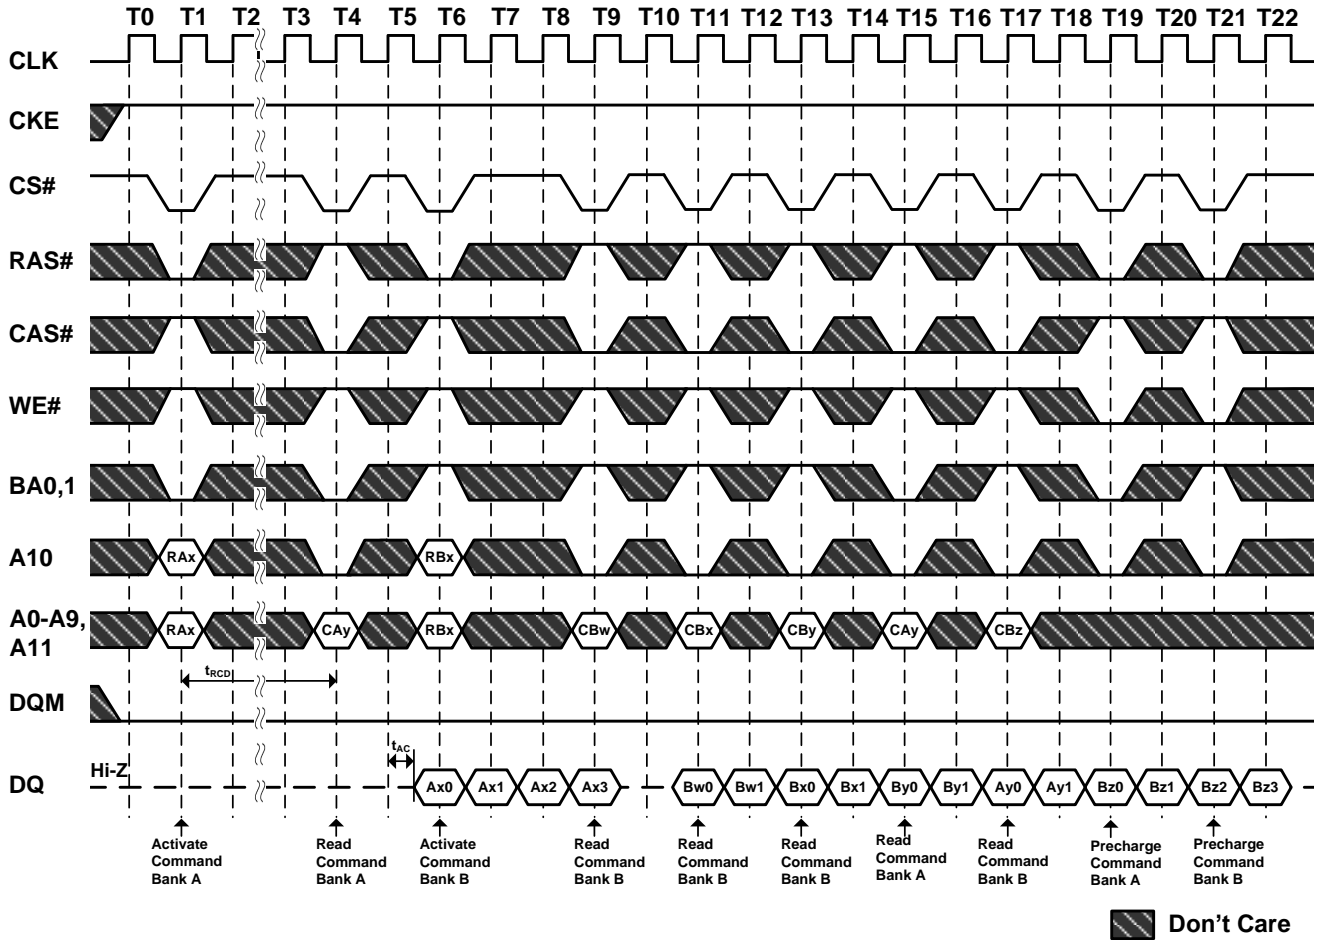 T0 T1 T2 T3 T4 T5 T6 T7 T8 T9 T10 T11 T12 T13 T14 T15 T16 T17 T18 T19 T20 T21 T22
CLK
CKE
CS#
RAS#
CAS#
WE#
BA0,1
A10 RAx RBx
A0-A9,
A11
RAx CAy RBx CBw CBx CBy CAy CBz
tRCD
DQM
tAC
Hi-Z
DQ Ax0 Ax1 Ax2 Ax3 Bw0 Bw1 Bx0 Bx1 By0 By1 Ay0 Ay1 Bz0 Bz1 Bz2 Bz3
Activate
Command
Bank A
Read
Command
Bank A
Activate
Command
Bank B
Read
Command
Bank B
Read
Command
Bank B
Read
Command
Bank B
Read
Command
Bank A
Read
Command
Bank B
Precharge
Command
Bank A
Precharge
Command
Bank B
Don't Care